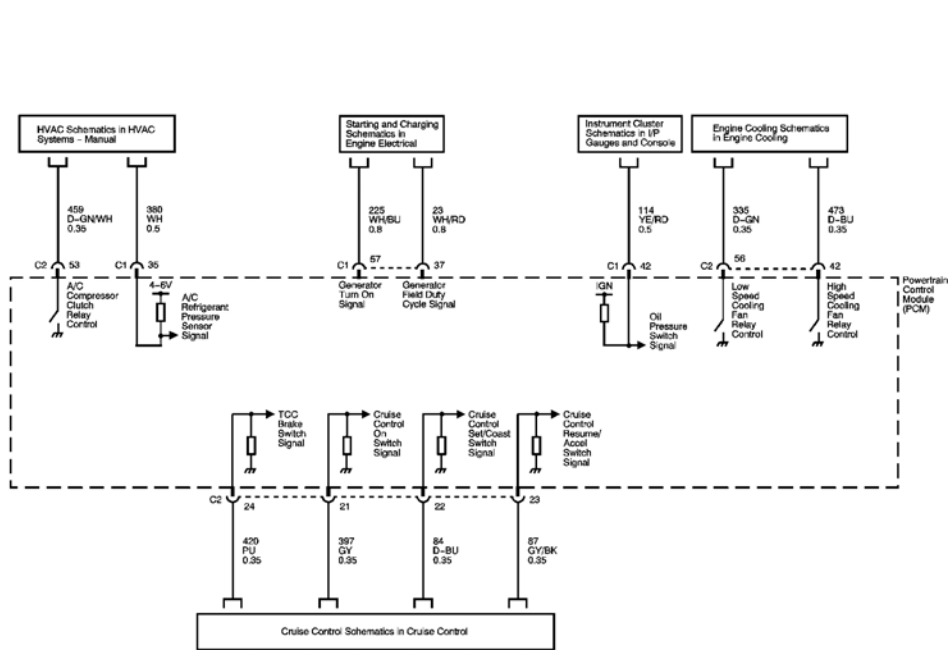 HVAC Schematics in HVAC
Systems – Manual
Starting and Charging
Schematics in
Engine Electrical
Instrument Cluster
Schematics in I/P
Gauges and Console
Engine Cooling Schematics
in Engine Cooling
459
D-GN/WH
0.35
380
WH
0.5
225
WH/BU
0.8
23
WH/RD
0.8
114
YE/RD
0.5
335
D-GN
0.35
473
D-BU
0.35
C2 53
C1 35
C1 57
37
C1 42
C2 56
42
Powertrain
Control
Module
(PCM)
A/C
Compressor
Clutch
Relay
Control
4-6V
A/C
Refrigerant
Pressure
Sensor
Signal
Generator
Turn On
Signal
Generator
Field Duty
Cycle Signal
IGN
Oil
Pressure
Switch
Signal
Low
Speed
Cooling
Fan
Relay
Control
High
Speed
Cooling
Fan
Relay
Control
TCC
Brake
Switch
Signal
Cruise
Control
On
Switch
Signal
Cruise
Control
Set/Coast
Switch
Signal
Cruise
Control
Resume/
Accel
Switch
Signal
C2 24
21
22
23
420
PU
0.35
397
GY
0.35
84
D-BU
0.35
87
GY/BK
0.35
Cruise Control Schematics in Cruise Control